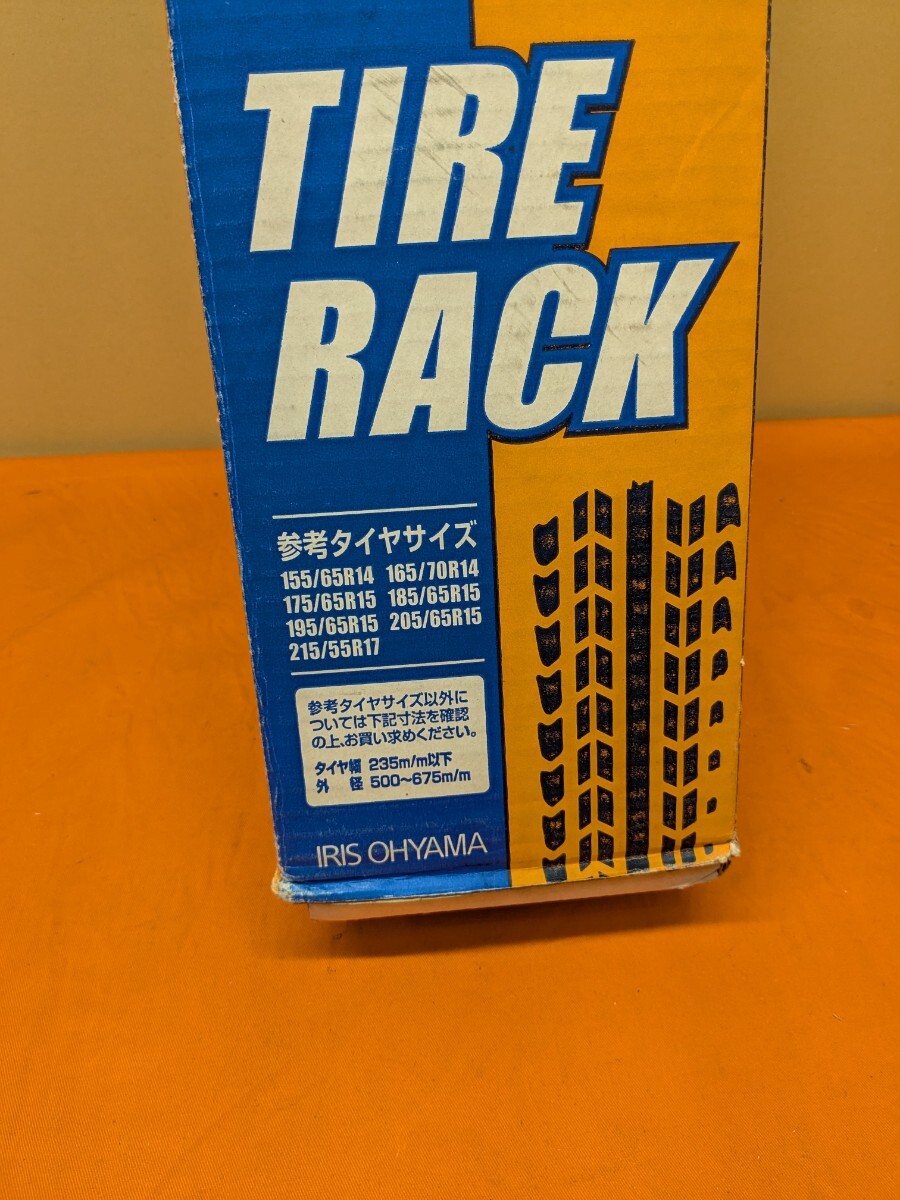 TIRE
RACK
参考タイヤサイズ
155/65R14 165/70R14
175/65R15 185/65R15
195/65R15 205/65R15
215/55R17
参考タイヤサイズ以外に
ついては下記寸法を確認
の上、お買い求めください。
タイヤ幅 235m/m以下
外 径 500～675m/m
IRIS OHYAMA